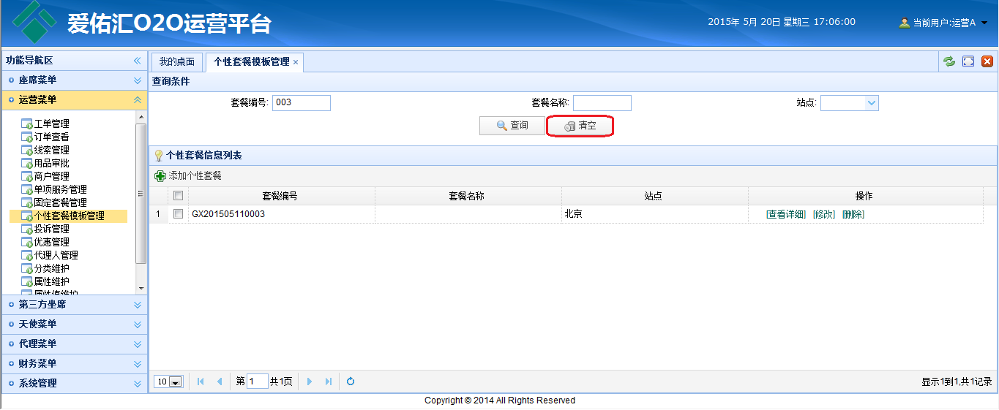 爱佑汇O2O运营平台
2015年 5月 20日 星期三 17:06:00
当前用户:运营A
功能导航区
我的桌面
个性套餐模板管理
座席菜单
查询条件
运营菜单
套餐编号: 003
套餐名称:
站点:
查询
清空
工单管理
订单查看
线索管理
用品审批
商户管理
单项服务管理
固定套餐管理
个性套餐模板管理
投诉管理
优惠管理
代理人管理
分类维护
属性维护
属性值维护
个性套餐信息列表
添加个性套餐
套餐编号 套餐名称 站点 操作
1 GX201505110003 北京 [查看详细] [修改] [删除]
第三方坐席
天使菜单
代理菜单
财务菜单
系统管理
10 第 1 共1页
显示1到1,共1记录
Copyright © 2014 All Rights Reserved